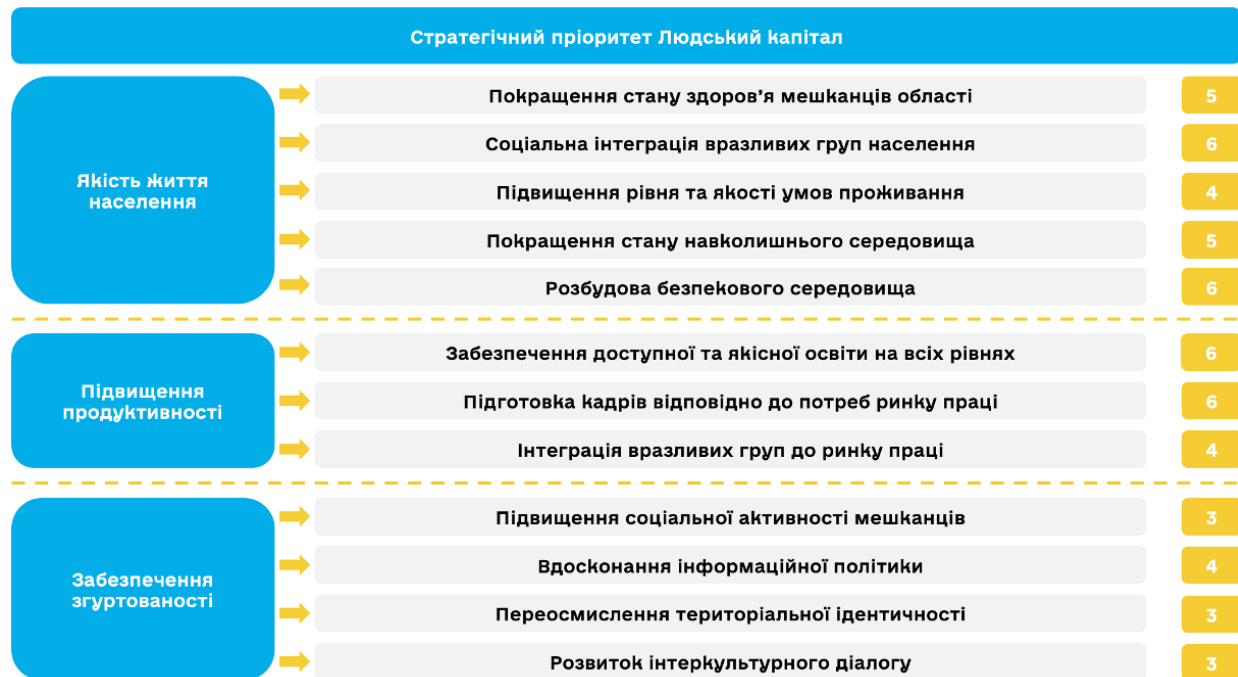 Стратегічний пріоритет Людський капітал
Якість життя
населення
Покращення стану здоров’я мешканців області
5
Соціальна інтеграція вразливих груп населення
6
Підвищення рівня та якості умов проживання
4
Покращення стану навколишнього середовища
5
Розбудова безпекового середовища
6
Підвищення
продуктивності
Забезпечення доступної та якісної освіти на всіх рівнях
6
Підготовка кадрів відповідно до потреб ринку праці
6
Інтеграція вразливих груп до ринку праці
4
Забезпечення
згуртованості
Підвищення соціальної активності мешканців
3
Вдосконання інформаційної політики
4
Переосмислення територіальної ідентичності
3
Розвиток інтеркультурного діалогу
3